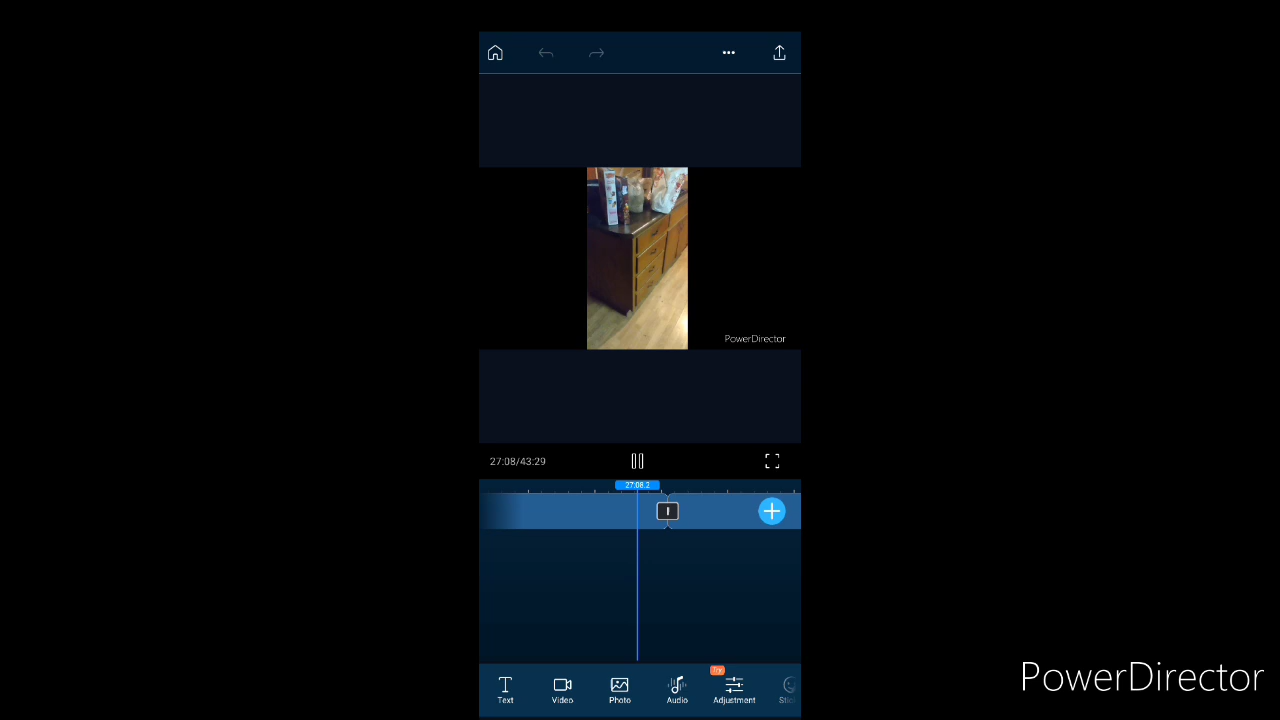 PowerDirector
27:08/43:29
27:08.2
Try
Text
Video
Photo
Audio
Adjustment
PowerDirector